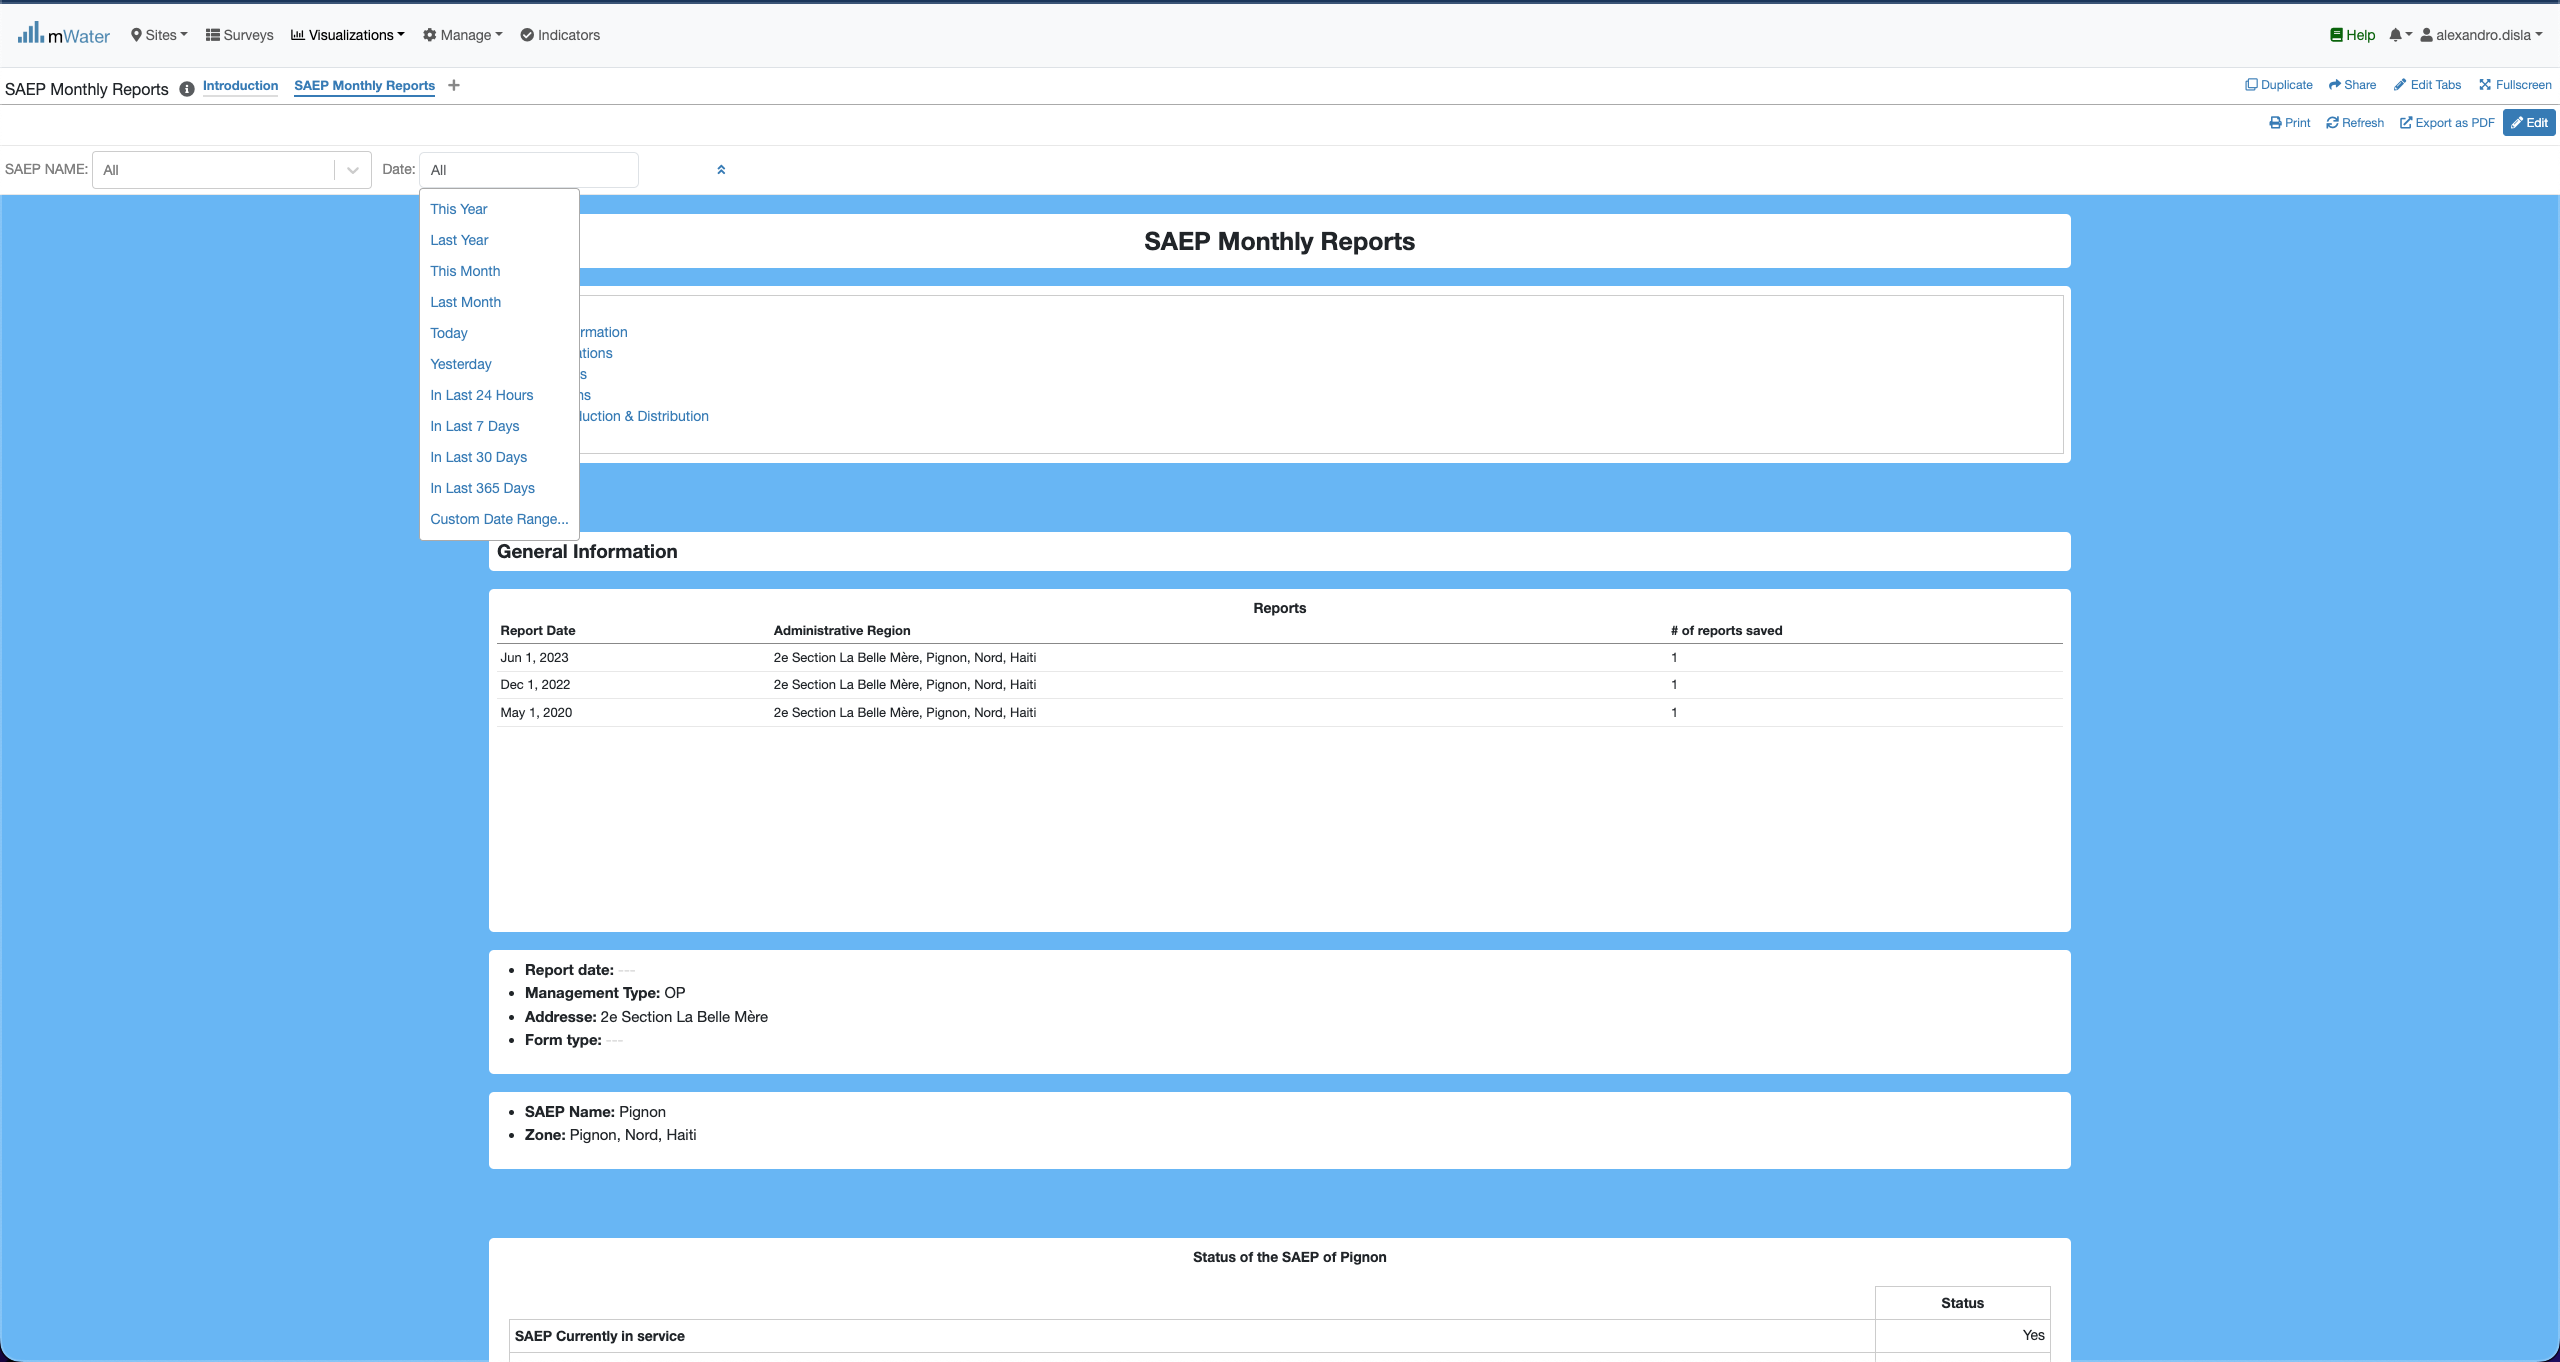 mWater Sites Surveys Visualizations Manage Indicators Help alexandro.disla
SAEP Monthly Reports Introduction SAEP Monthly Reports Duplicate Share Edit Tabs Fullscreen
Print Refresh Export as PDF Edit
SAEP NAME: All Date: All
This Year
Last Year
This Month
Last Month
Today
Yesterday
In Last 24 Hours
In Last 7 Days
In Last 30 Days
In Last 365 Days
Custom Date Range...
SAEP Monthly Reports
rmation
ations
s
ns
duction & Distribution
General Information
Reports
Report Date Administrative Region # of reports saved
Jun 1, 2023 2e Section La Belle Mère, Pignon, Nord, Haiti 1
Dec 1, 2022 2e Section La Belle Mère, Pignon, Nord, Haiti 1
May 1, 2020 2e Section La Belle Mère, Pignon, Nord, Haiti 1
• Report date: ---
• Management Type: OP
• Addresse: 2e Section La Belle Mère
• Form type: ---
• SAEP Name: Pignon
• Zone: Pignon, Nord, Haiti
Status of the SAEP of Pignon
Status
SAEP Currently in service Yes